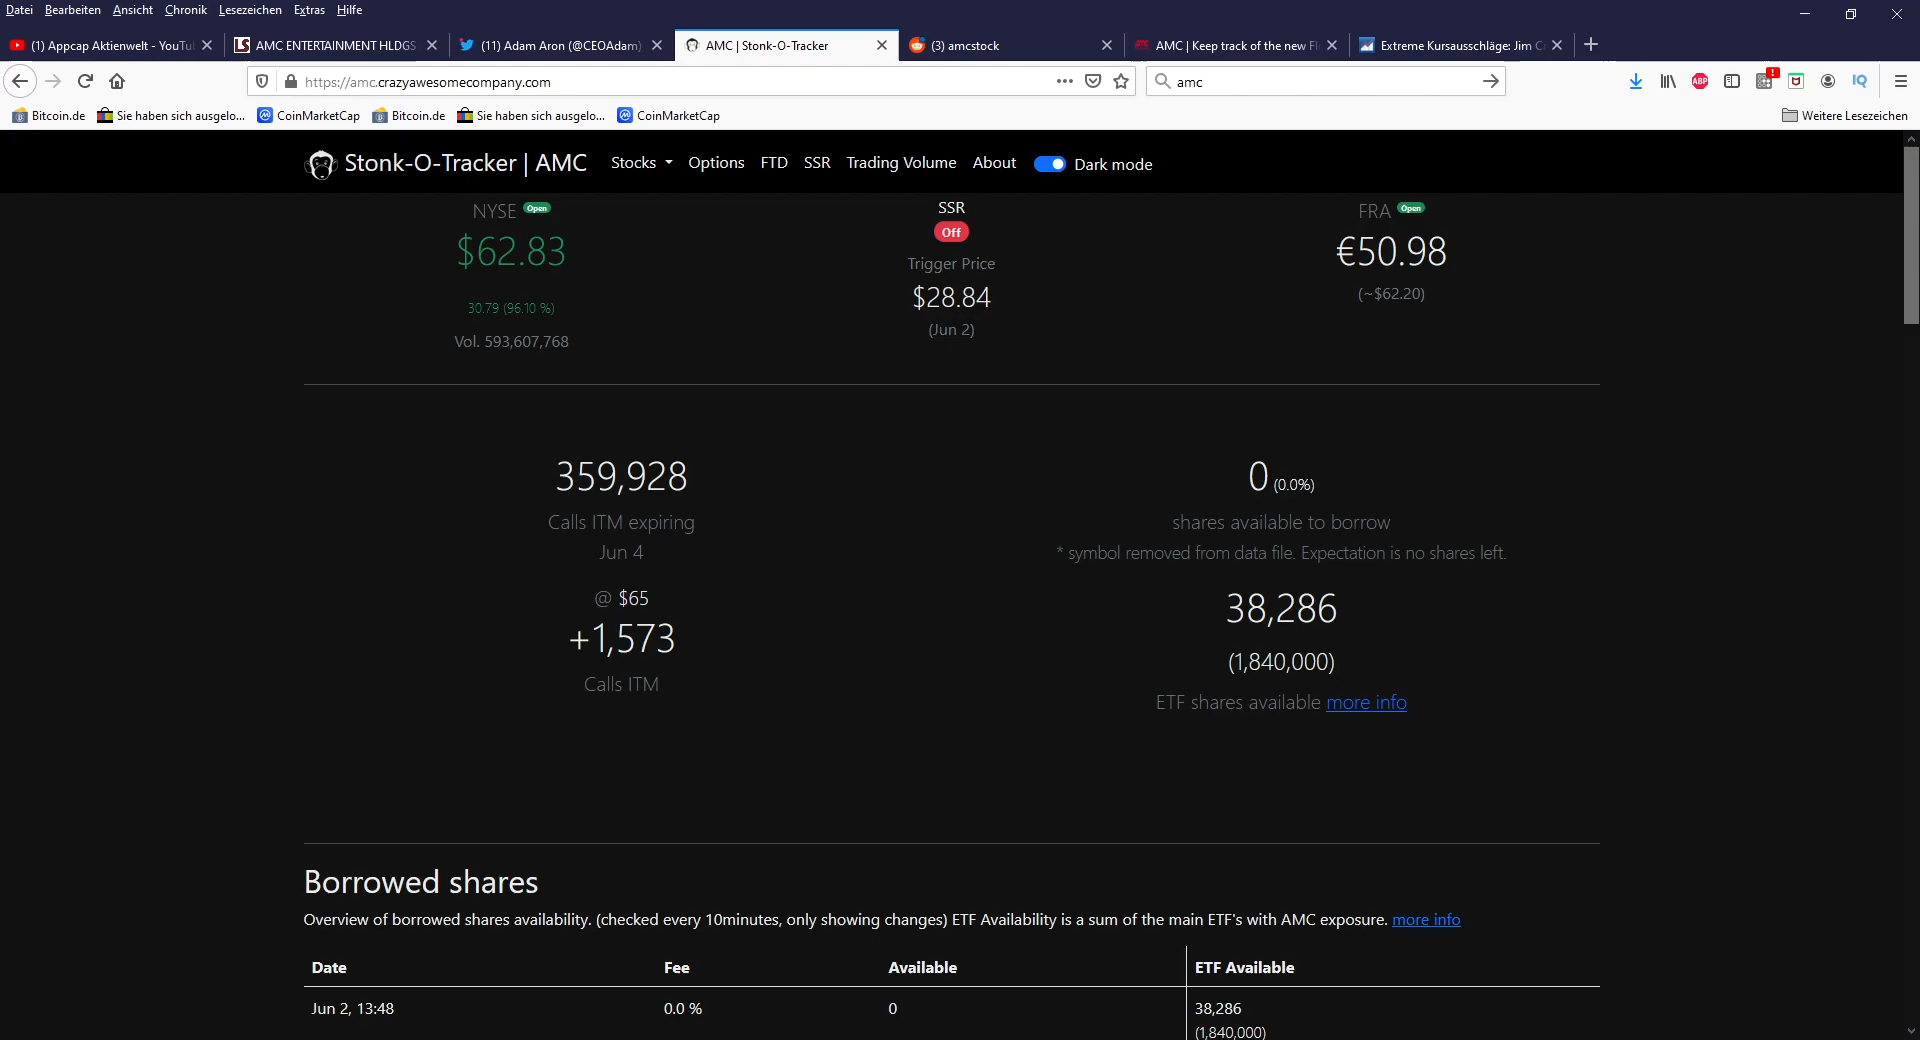 Datei Bearbeiten Ansicht Chronik Lesezeichen Extras Hilfe
(1) Appcap Aktienwelt - YouTu
AMC ENTERTAINMENT HLDGS
(11) Adam Aron (@CEOAdam)
AMC | Stonk-O-Tracker
(3) amcstock
AMC | Keep track of the new Fl
Extreme Kursausschläge: Jim C
https://amc.crazyawesomecompany.com
amc
Bitcoin.de Sie haben sich ausgelo... CoinMarketCap Bitcoin.de Sie haben sich ausgelo... CoinMarketCap Weitere Lesezeichen
Stonk-O-Tracker | AMC Stocks Options FTD SSR Trading Volume About Dark mode
NYSE Open
$62.83
30.79 (96.10 %)
Vol. 593,607,768
SSR
Off
Trigger Price
$28.84
(Jun 2)
FRA Open
€50.98
(~$62.20)
359,928
Calls ITM expiring
Jun 4
@ $65
+1,573
Calls ITM
0 (0.0%)
shares available to borrow
* symbol removed from data file. Expectation is no shares left.
38,286
(1,840,000)
ETF shares available more info
Borrowed shares
Overview of borrowed shares availability. (checked every 10minutes, only showing changes) ETF Availability is a sum of the main ETF's with AMC exposure. more info
Date Fee Available ETF Available
Jun 2, 13:48 0.0 % 0 38,286
(1,840,000)